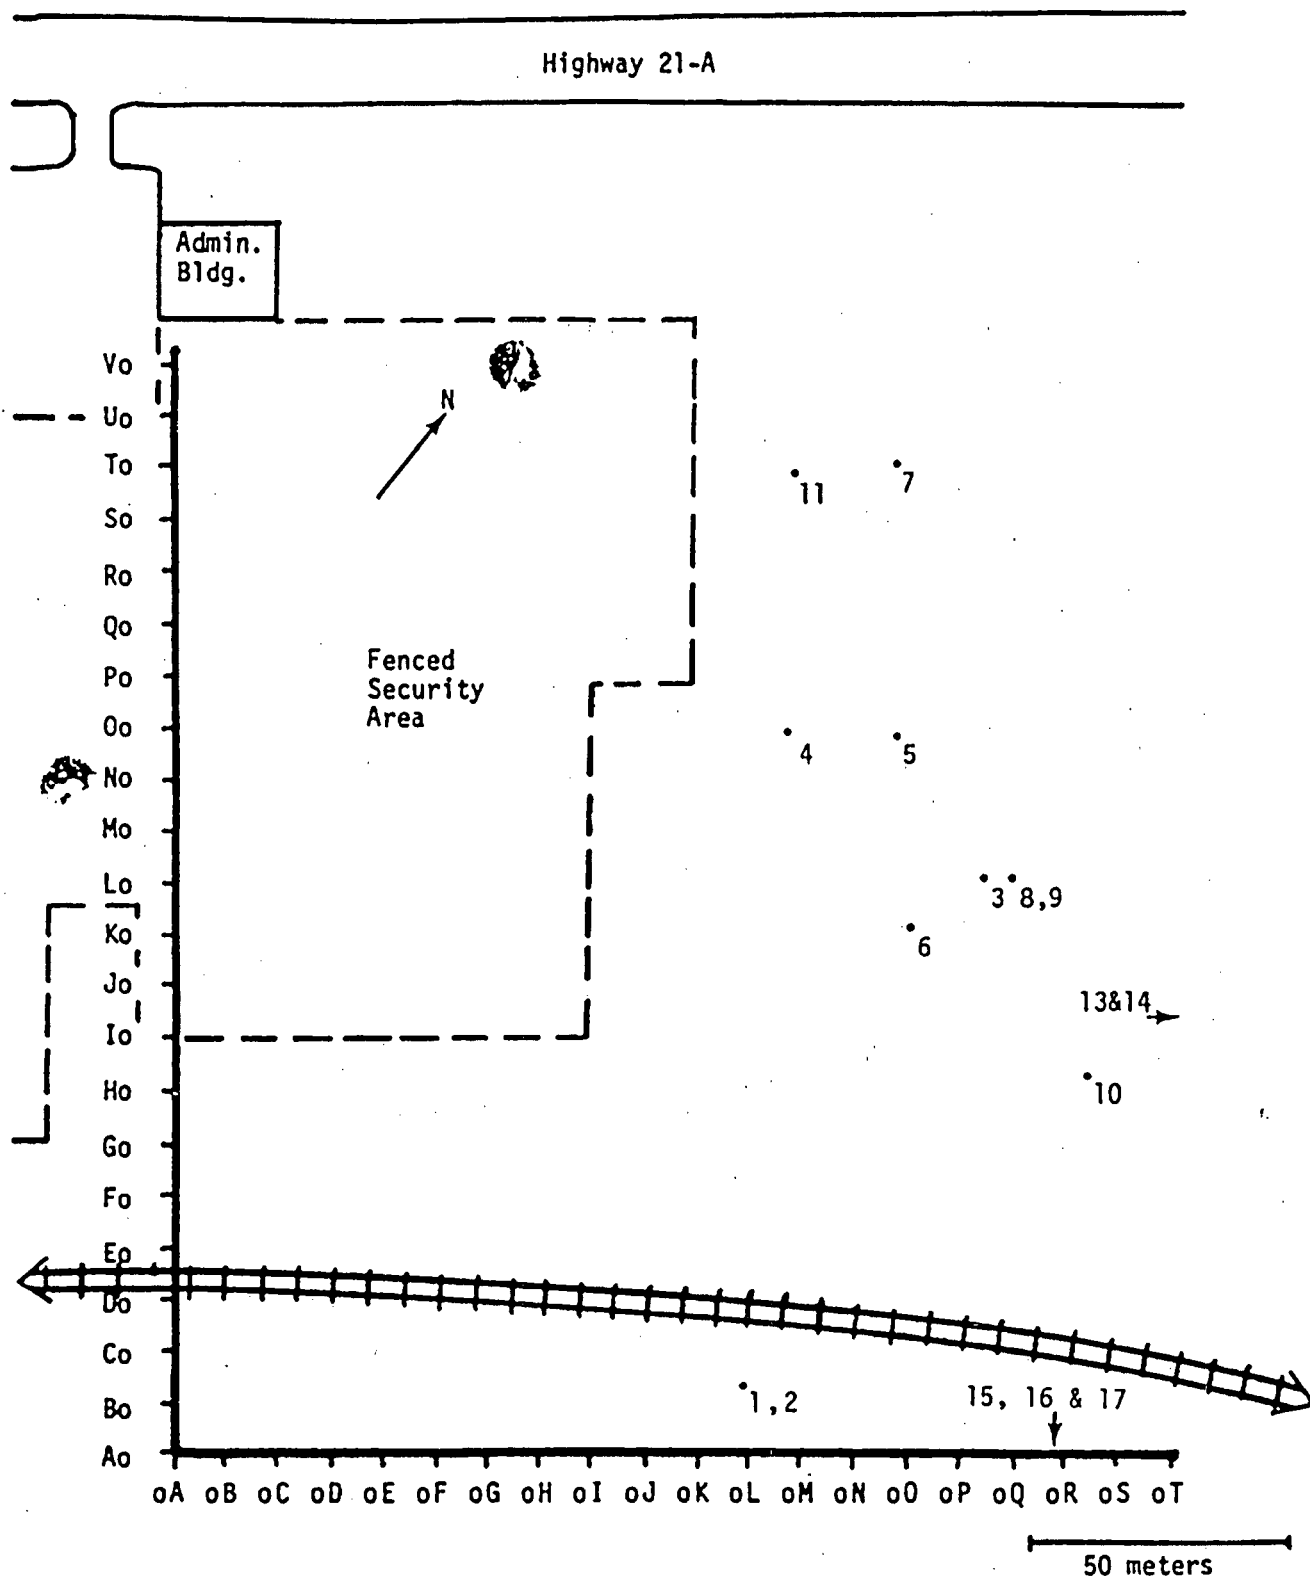 Highway 21-A
Admin.
Bldg.
Vo
N
Uo
To
7
11
So
Ro
Qo
Fenced
Security
Area
Po
Oo
4
5
No
Mo
Lo
3 8,9
Ko
6
Jo
13&14
Io
Ho
10
Go
Fo
Eo
Do
Co
1,2
15, 16 & 17
Bo
Ao
oA oB oC oD oE oF oG oH oI oJ oK oL oM oN oO oP oQ oR oS oT
50 meters